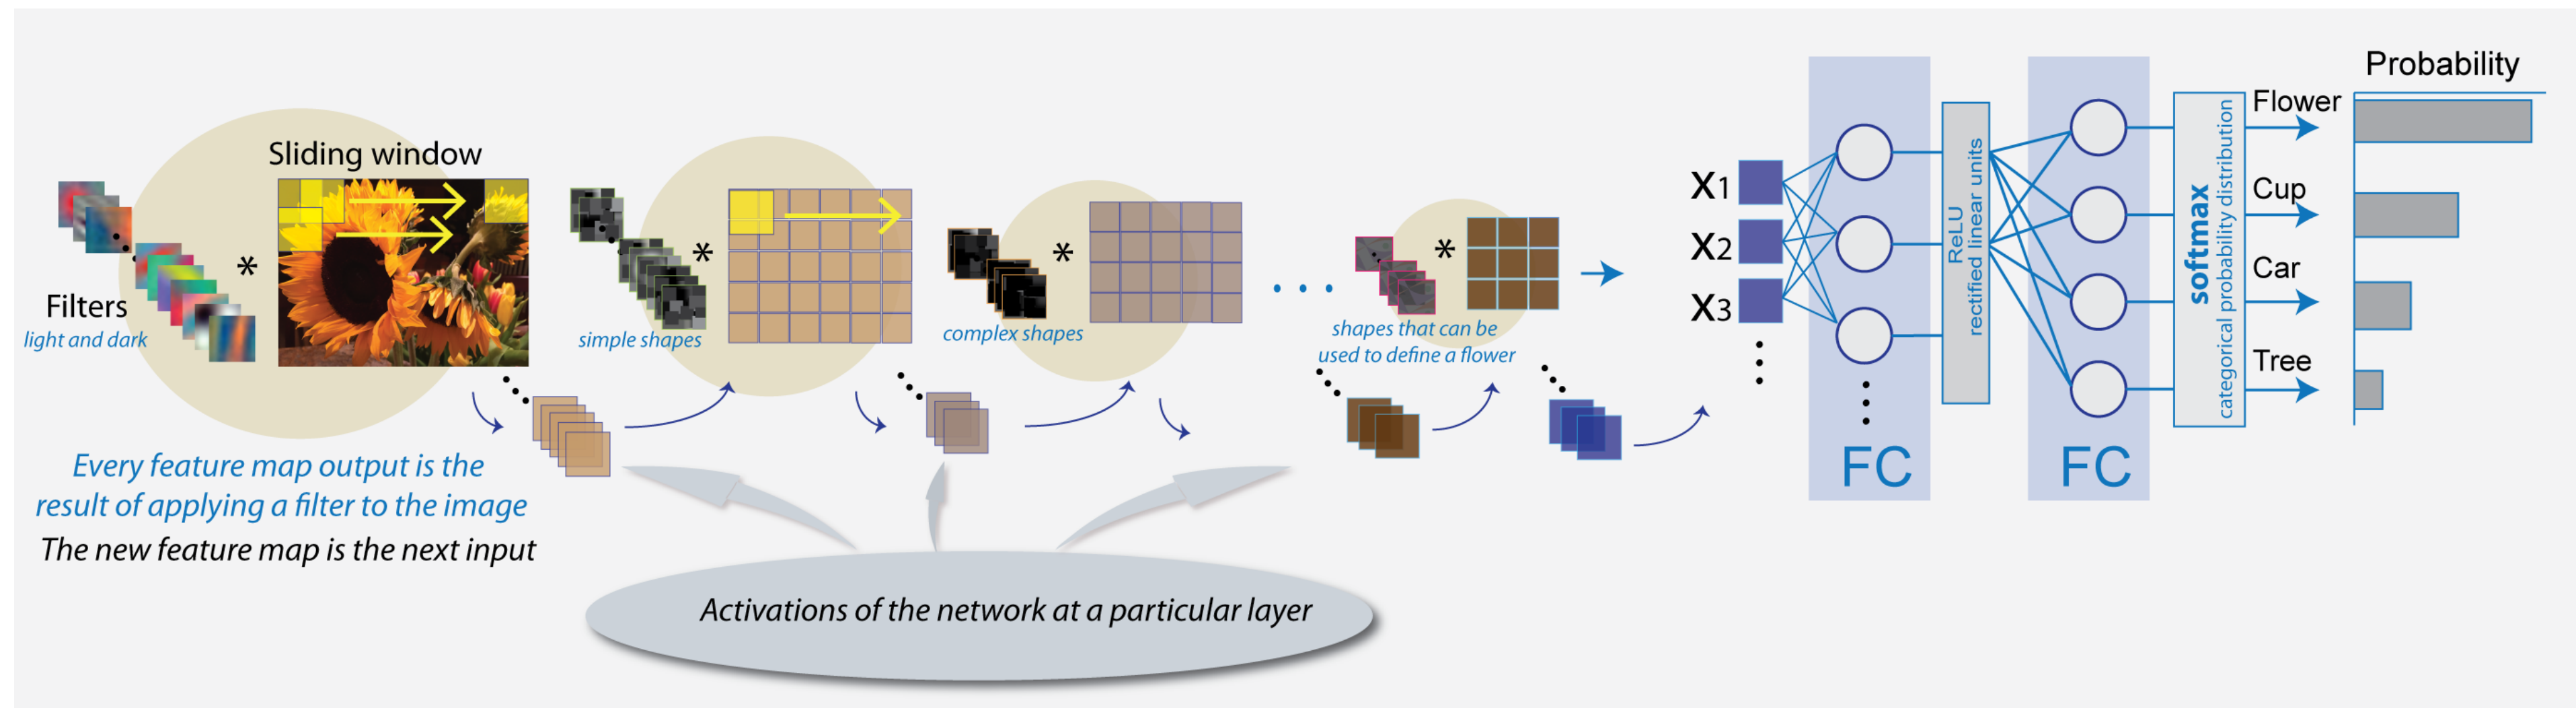 Sliding window
*
Filters
light and dark
*
simple shapes
*
complex shapes
*
shapes that can be
used to define a flower
Every feature map output is the
result of applying a filter to the image
The new feature map is the next input
Activations of the network at a particular layer
X1
X2
X3
FC
ReLU
rectified linear units
FC
softmax
categorical probability distribution
Probability
Flower
Cup
Car
Tree